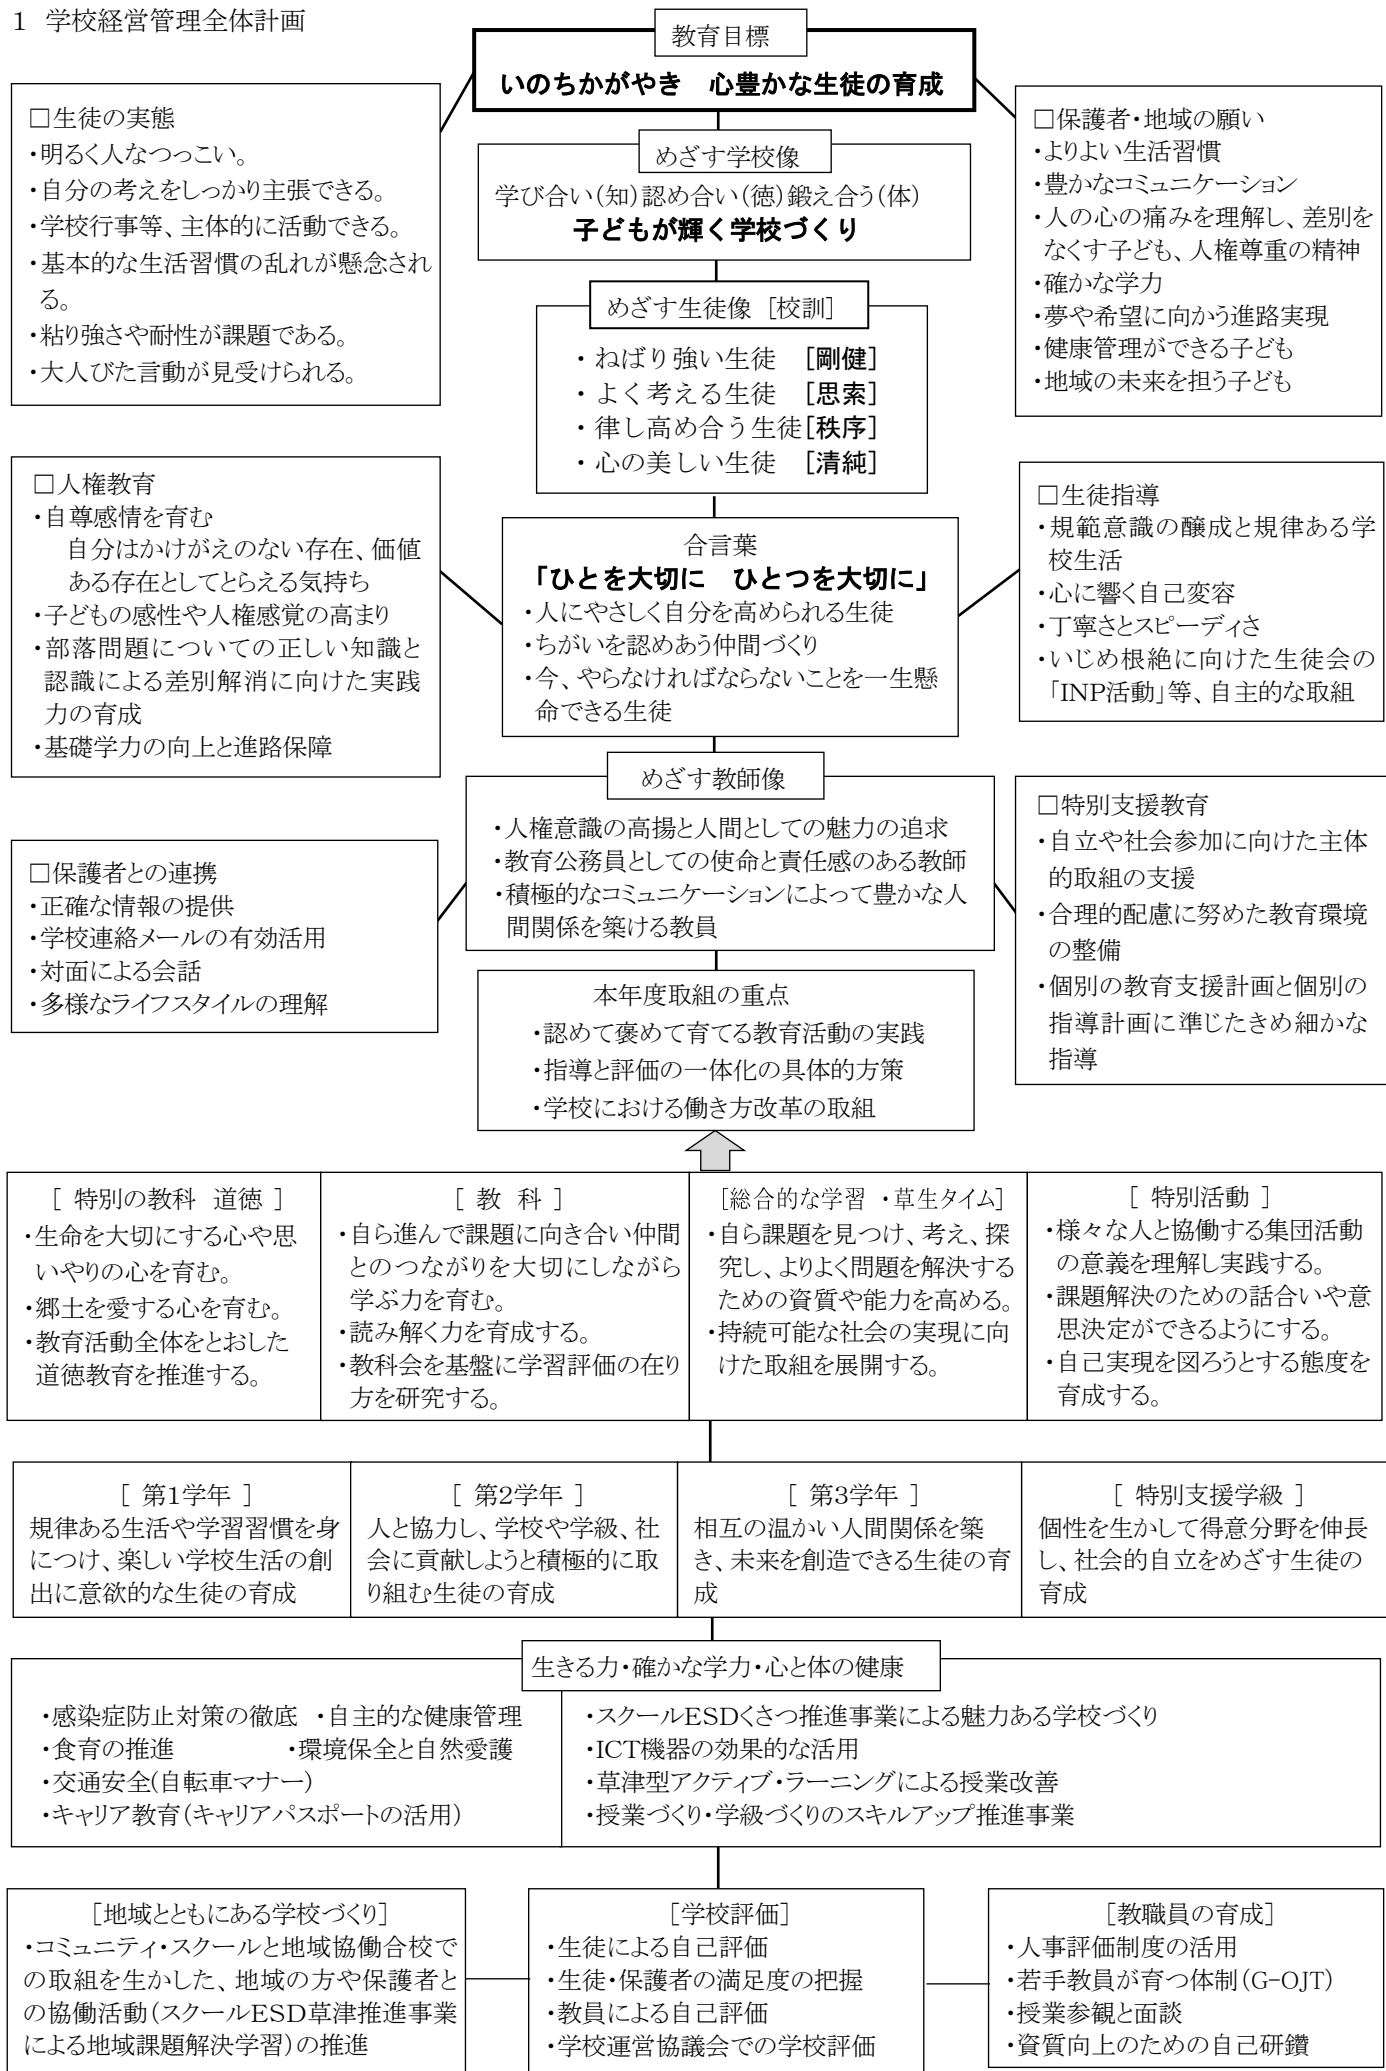 1 学校経営管理全体計画
教育目標
いのちかがやき　心豊かな生徒の育成
□生徒の実態
・明るく人なつっこい。
・自分の考えをしっかり主張できる。
・学校行事等、主体的に活動できる。
・基本的な生活習慣の乱れが懸念され
る。
・粘り強さや耐性が課題である。
・大人びた言動が見受けられる。
めざす学校像
学び合い(知)認め合い(徳)鍛え合う(体)
子どもが輝く学校づくり
□保護者・地域の願い
・よりよい生活習慣
・豊かなコミュニケーション
・人の心の痛みを理解し、差別を
なくす子ども、人権尊重の精神
・確かな学力
・夢や希望に向かう進路実現
・健康管理ができる子ども
・地域の未来を担う子ども
めざす生徒像［校訓］
・ねばり強い生徒　［剛健］
・よく考える生徒　［思索］
・律し高め合う生徒［秩序］
・心の美しい生徒　［清純］
□人権教育
・自尊感情を育む
自分はかけがえのない存在、価値
ある存在としてとらえる気持ち
・子どもの感性や人権感覚の高まり
・部落問題についての正しい知識と
認識による差別解消に向けた実践
力の育成
・基礎学力の向上と進路保障
合言葉
「ひとを大切に　ひとつを大切に」
・人にやさしく自分を高められる生徒
・ちがいを認めあう仲間づくり
・今、やらなければならないことを一生懸
命できる生徒
□生徒指導
・規範意識の醸成と規律ある学
校生活
・心に響く自己変容
・丁寧さとスピーディさ
・いじめ根絶に向けた生徒会の
「INP活動」等、自主的な取組
めざす教師像
・人権意識の高揚と人間としての魅力の追求
・教育公務員としての使命と責任感のある教師
・積極的なコミュニケーションによって豊かな人
間関係を築ける教員
□保護者との連携
・正確な情報の提供
・学校連絡メールの有効活用
・対面による会話
・多様なライフスタイルの理解
□特別支援教育
・自立や社会参加に向けた主体
的取組の支援
・合理的配慮に努めた教育環境
の整備
・個別の教育支援計画と個別の
指導計画に準じたきめ細かな
指導
本年度取組の重点
・認めて褒めて育てる教育活動の実践
・指導と評価の一体化の具体的方策
・学校における働き方改革の取組
［ 特別の教科　道徳 ］
・生命を大切にする心や思
いやりの心を育む。
・郷土を愛する心を育む。
・教育活動全体をとおした
道徳教育を推進する。
［ 教　科 ］
・自ら進んで課題に向き合い仲間
とのつながりを大切にしながら
学ぶ力を育む。
・読み解く力を育成する。
・教科会を基盤に学習評価の在り
方を研究する。
［総合的な学習 ・草生タイム］
・自ら課題を見つけ、考え、探
究し、よりよく問題を解決する
ための資質や能力を高める。
・持続可能な社会の実現に向
けた取組を展開する。
［ 特別活動 ］
・様々な人と協働する集団活動
の意義を理解し実践する。
・課題解決のための話合いや意
思決定ができるようにする。
・自己実現を図ろうとする態度を
育成する。
［ 第1学年 ］
規律ある生活や学習習慣を身
につけ、楽しい学校生活の創
出に意欲的な生徒の育成
［ 第2学年 ］
人と協力し、学校や学級、社
会に貢献しようと積極的に取
り組む生徒の育成
［ 第3学年 ］
相互の温かい人間関係を築
き、未来を創造できる生徒の育
成
［ 特別支援学級 ］
個性を生かして得意分野を伸長
し、社会的自立をめざす生徒の
育成
生きる力・確かな学力・心と体の健康
・感染症防止対策の徹底　・自主的な健康管理
・食育の推進　　　　　・環境保全と自然愛護
・交通安全(自転車マナー)
・キャリア教育(キャリアパスポートの活用)
・スクールESDくさつ推進事業による魅力ある学校づくり
・ICT機器の効果的な活用
・草津型アクティブ・ラーニングによる授業改善
・授業づくり・学級づくりのスキルアップ推進事業
［地域とともにある学校づくり］
・コミュニティ・スクールと地域協働合校で
の取組を生かした、地域の方や保護者と
の協働活動(スクールESD草津推進事業
による地域課題解決学習)の推進
［学校評価］
・生徒による自己評価
・生徒・保護者の満足度の把握
・教員による自己評価
・学校運営協議会での学校評価
［教職員の育成］
・人事評価制度の活用
・若手教員が育つ体制(G-OJT)
・授業参観と面談
・資質向上のための自己研鑽